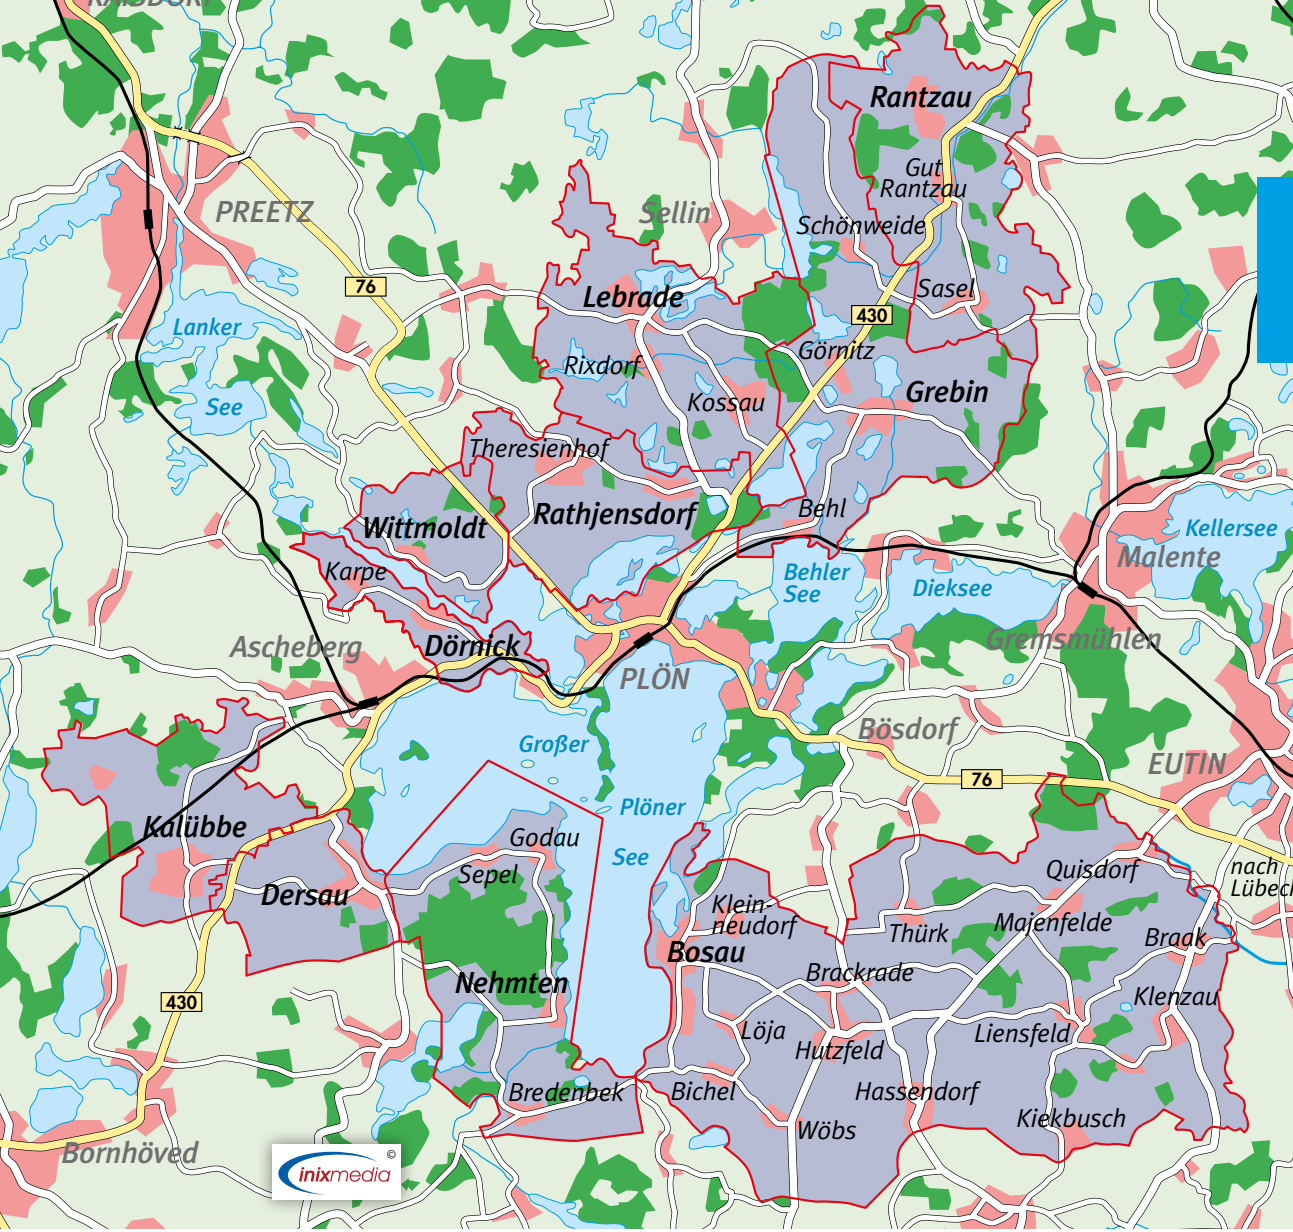 RAISDORF
Rantzau
Gut
Rantzau
PREETZ
Sellin
Schönweide
76
Sasel
Lebrade
430
Lanker
Görnitz
Rixdorf
Grebin
See
Kossau
Theresienhof
Rathjensdorf
Behl
Wittmoldt
Kellersee
Malente
Karpe
Behler
See
Dieksee
Gremsmühlen
Ascheberg
Dörnick
PLÖN
Großer
Bösdorf
EUTIN
76
Plöner
Kalübbe
Godau
See
Sepel
Quisdorf
nach
Lübeck
Dersau
Klein-
neudorf
Majenfelde
Thürk
Braak
Bosau
Brackrade
Nehmten
430
Klenzau
Löja
Liensfeld
Hutzfeld
Bredenbek
Bichel
Hassendorf
Kiekbusch
Wöbs
Bornhöved
©
inixmedia